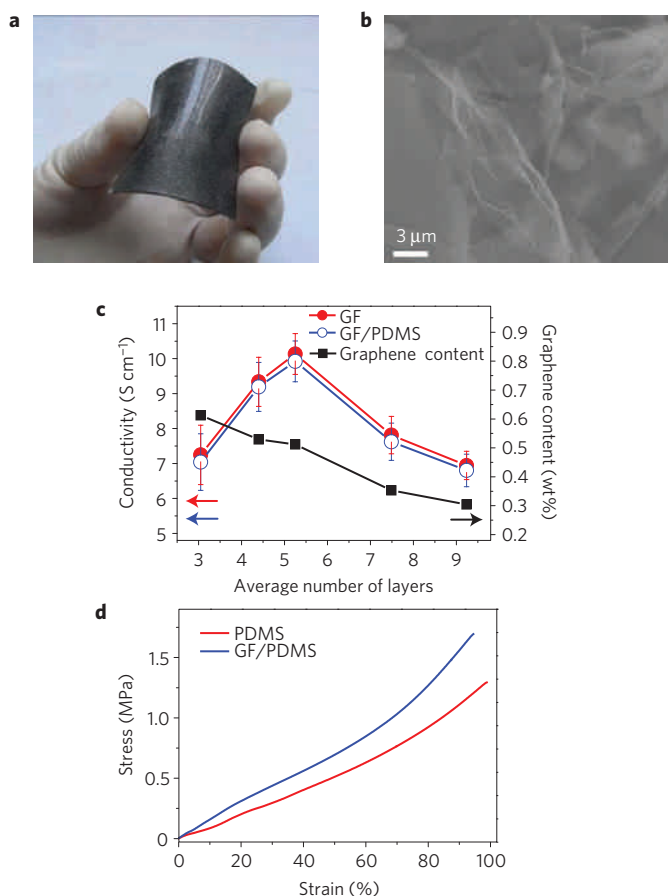 a
b
3 μm
c
GF
GF/PDMS
Graphene content
Conductivity (S cm⁻¹)
11
10
9
8
7
6
5
0.9
0.8
0.7
0.6
0.5
0.4
0.3
0.2
Graphene content (wt%)
3 4 5 6 7 8 9
Average number of layers
d
PDMS
GF/PDMS
Stress (MPa)
1.5
1.0
0.5
0
0 20 40 60 80 100
Strain (%)